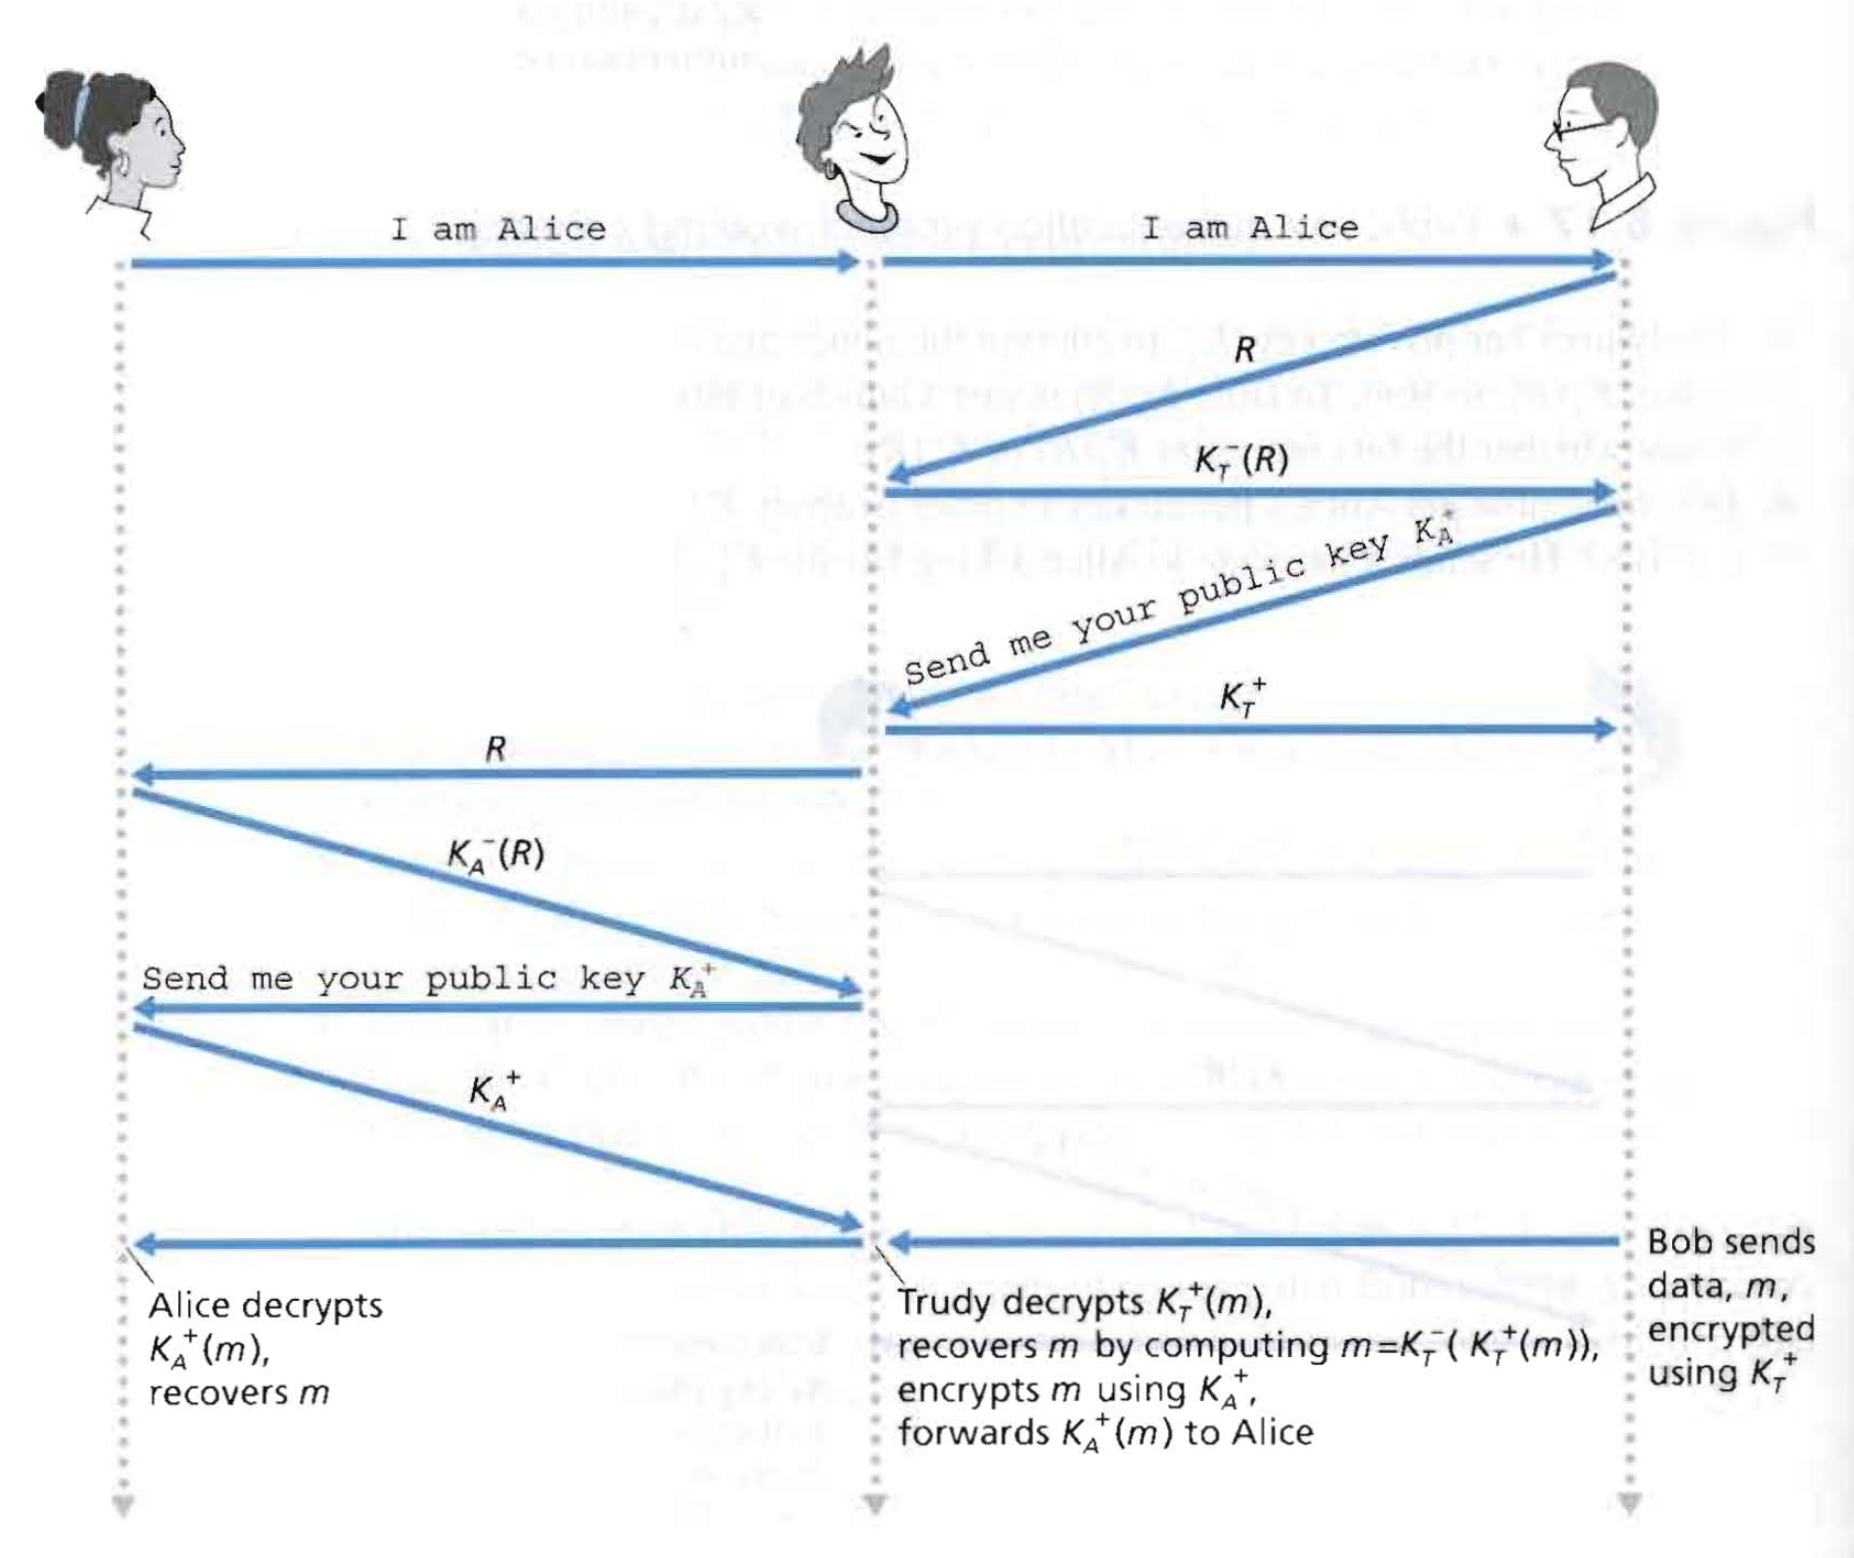 I am Alice
I am Alice
R
K_T^-(R)
Send me your public key K_A^+
K_T^+
R
K_A^-(R)
Send me your public key K_A^+
K_A^+
Bob sends
data, m,
encrypted
using K_T^+
Alice decrypts
K_A^+(m),
recovers m
Trudy decrypts K_T^+(m),
recovers m by computing m=K_T^-( K_T^+(m)),
encrypts m using K_A^+,
forwards K_A^+(m) to Alice